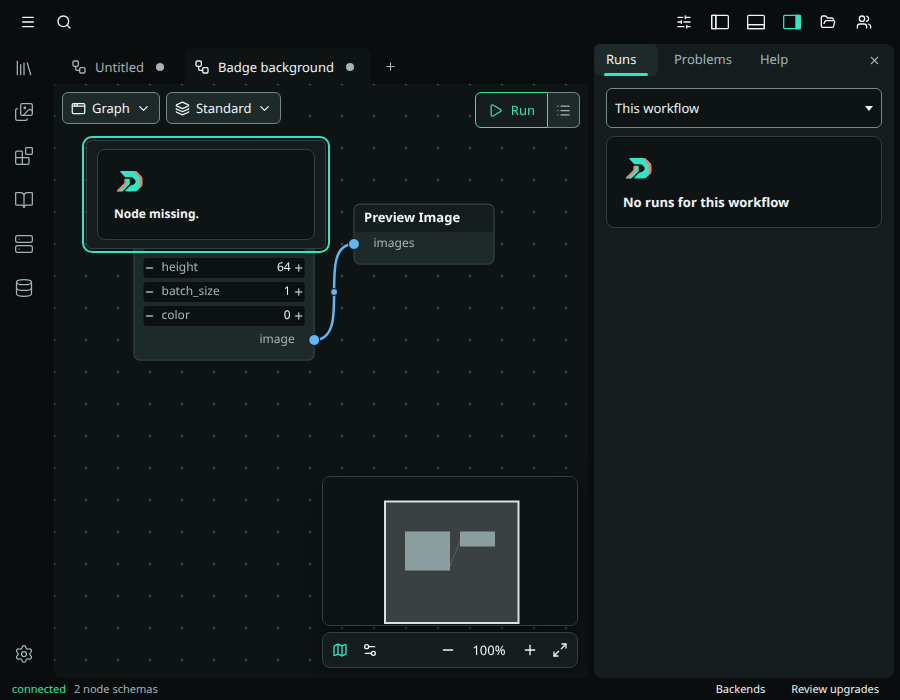 Untitled
Badge background
Runs
Problems
Help
Graph
Standard
Run
This workflow
Node missing.
No runs for this workflow
Preview Image
images
height 64
batch_size 1
color 0
image
100%
connected 2 node schemas
Backends
Review upgrades